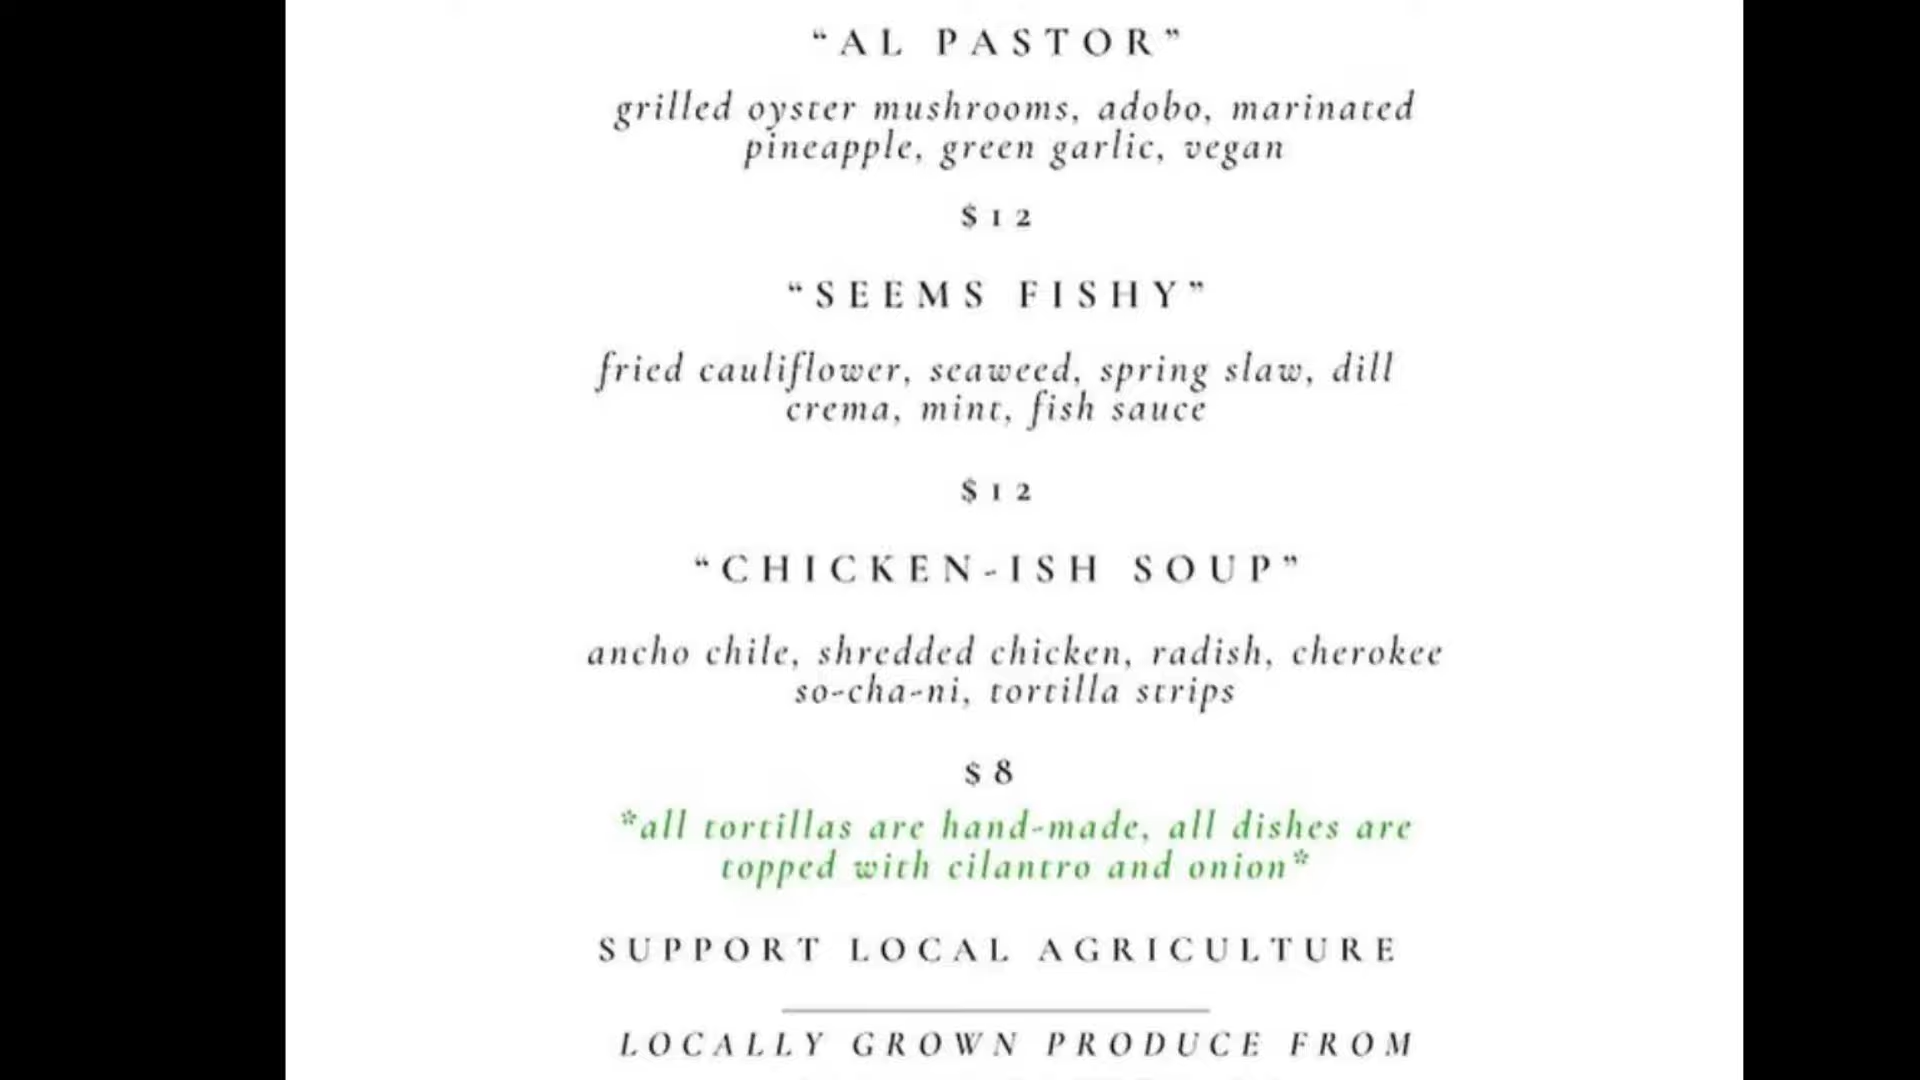 “AL PASTOR”
grilled oyster mushrooms, adobo, marinated
pineapple, green garlic, vegan
$12
“SEEMS FISHY”
fried cauliflower, seaweed, spring slaw, dill
crema, mint, fish sauce
$12
“CHICKEN-ISH SOUP”
ancho chile, shredded chicken, radish, cherokee
so-cha-ni, tortilla strips
$8
*all tortillas are hand-made, all dishes are
topped with cilantro and onion*
SUPPORT LOCAL AGRICULTURE
LOCALLY GROWN PRODUCE FROM